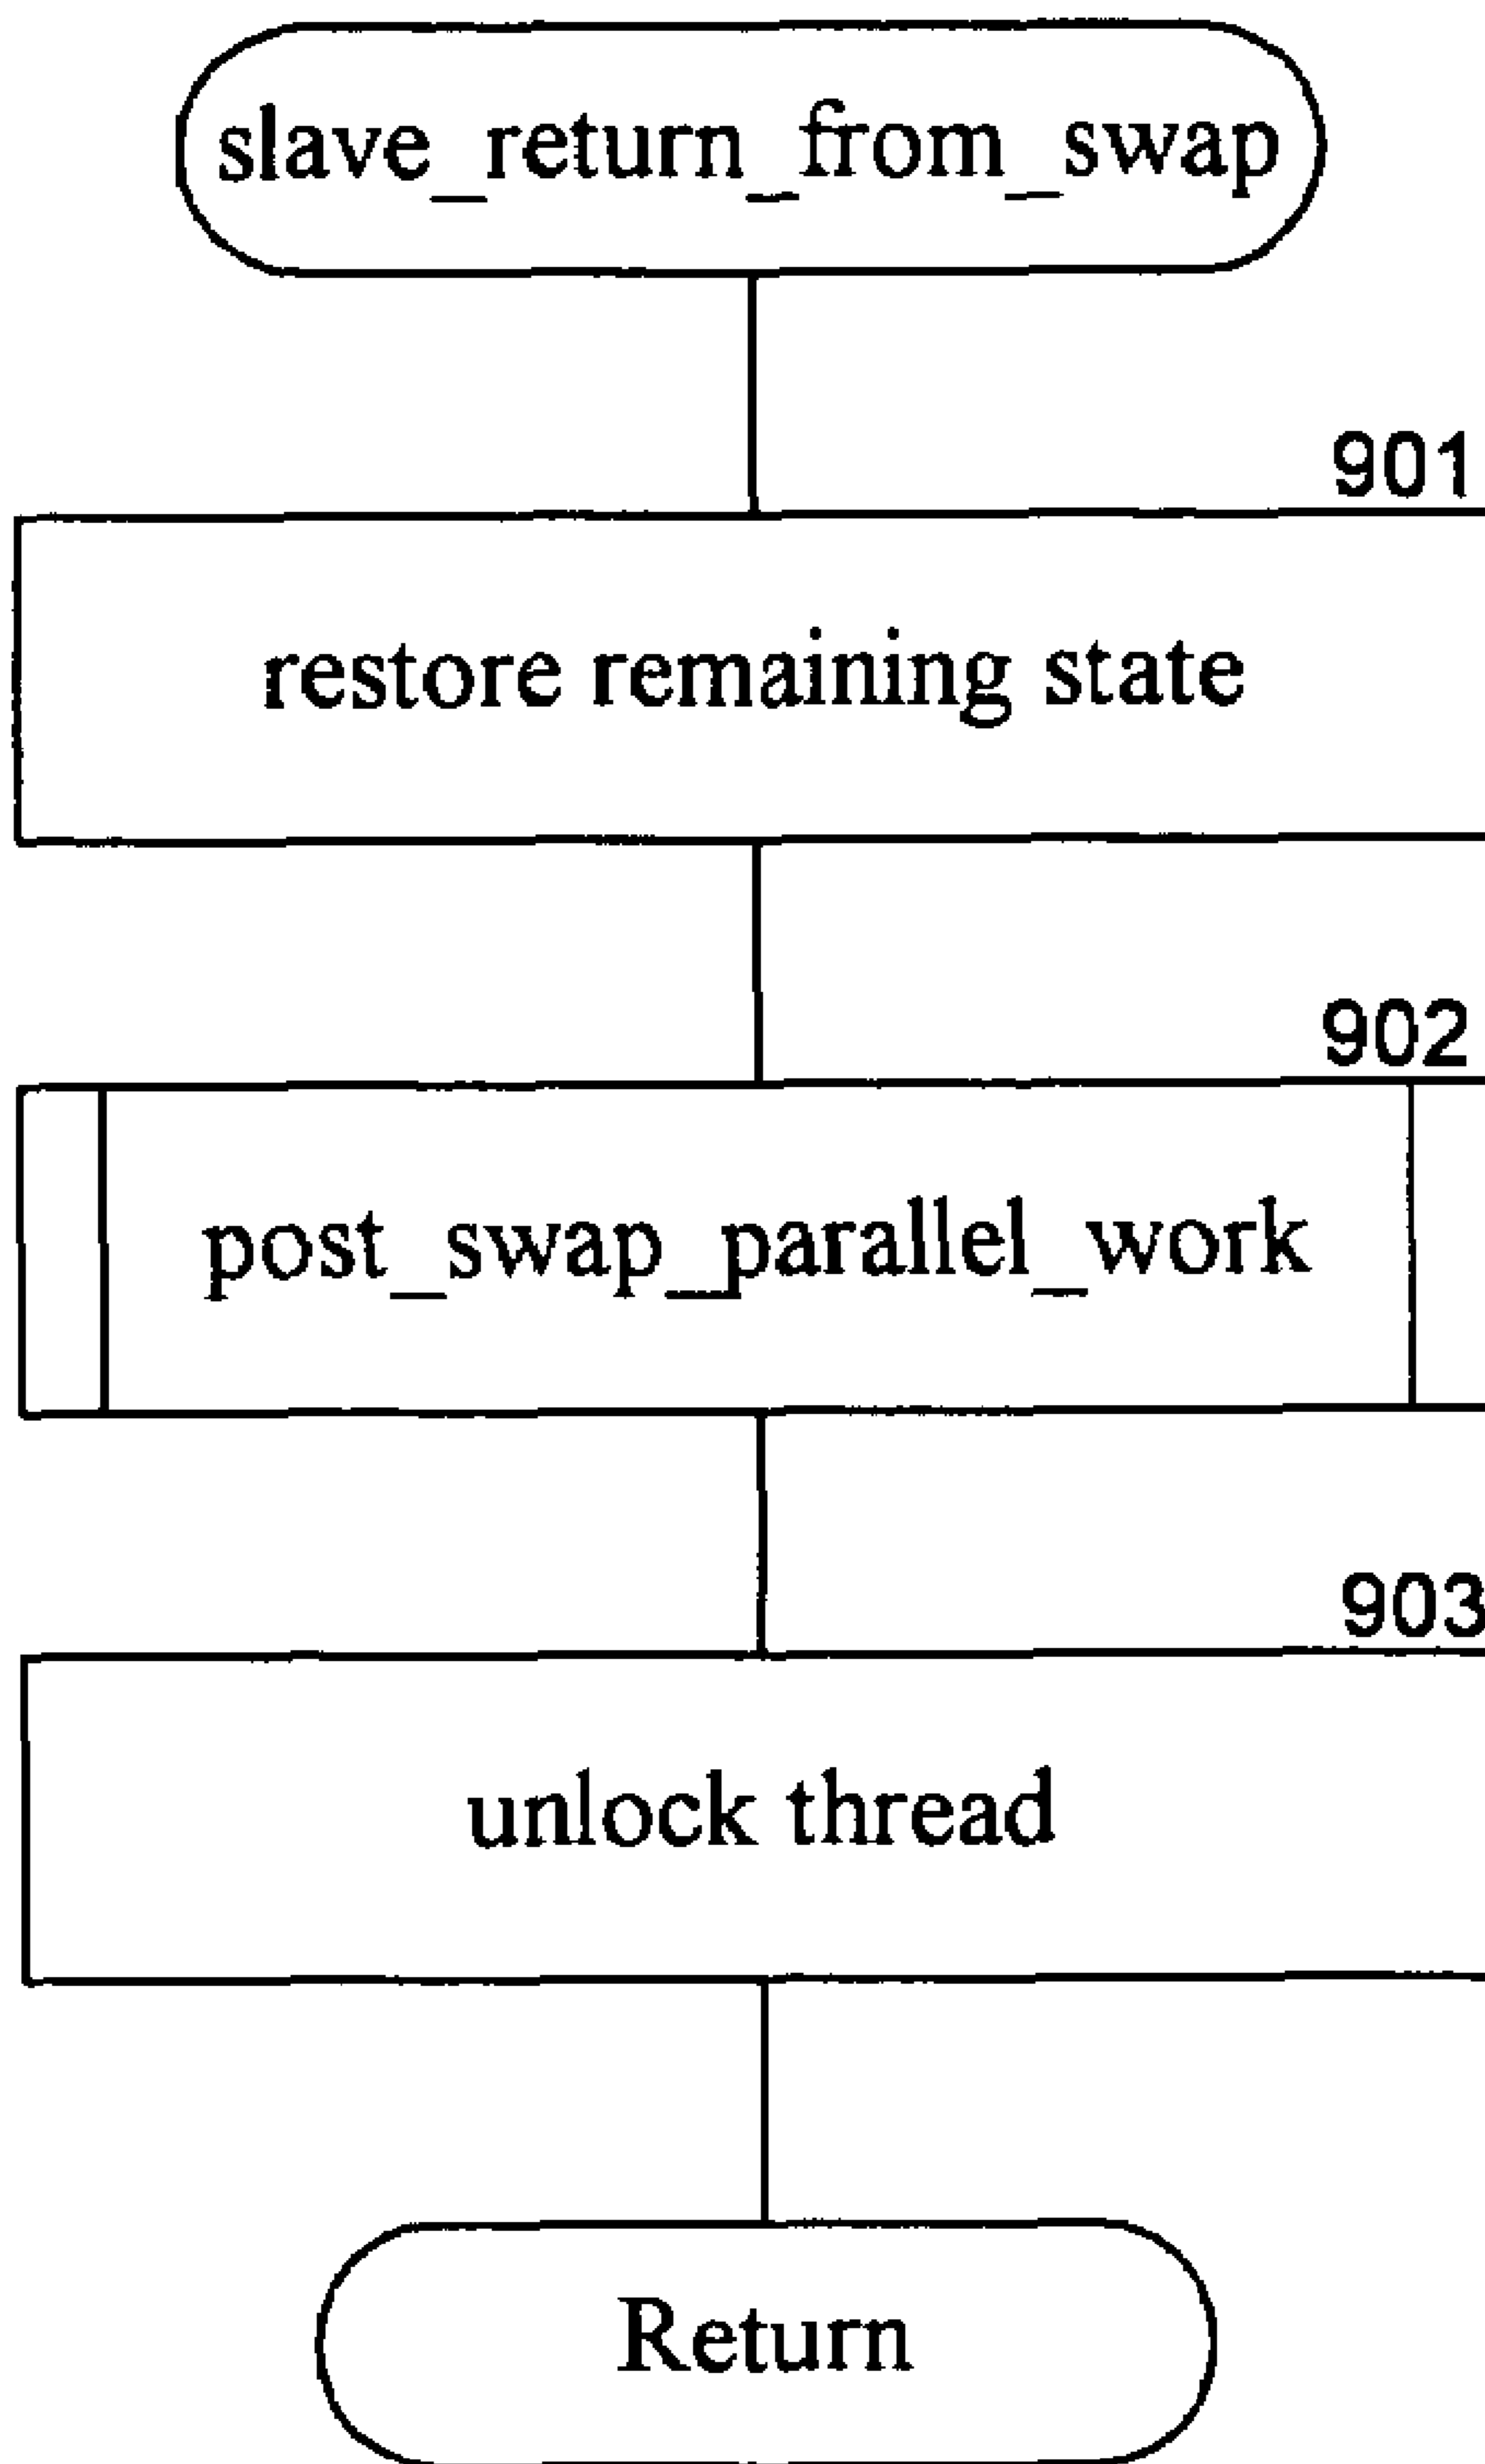 slave_return_from_swap
901
restore remaining state
902
post_swap_parallel_work
903
unlock thread
Return